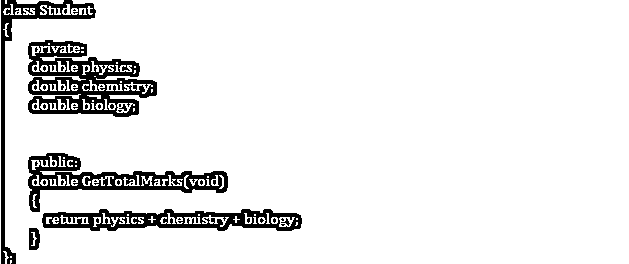 class Student
{
private:
double physics;
double chemistry;
double biology;
public:
double GetTotalMarks(void)
{
return physics + chemistry + biology;
}
};